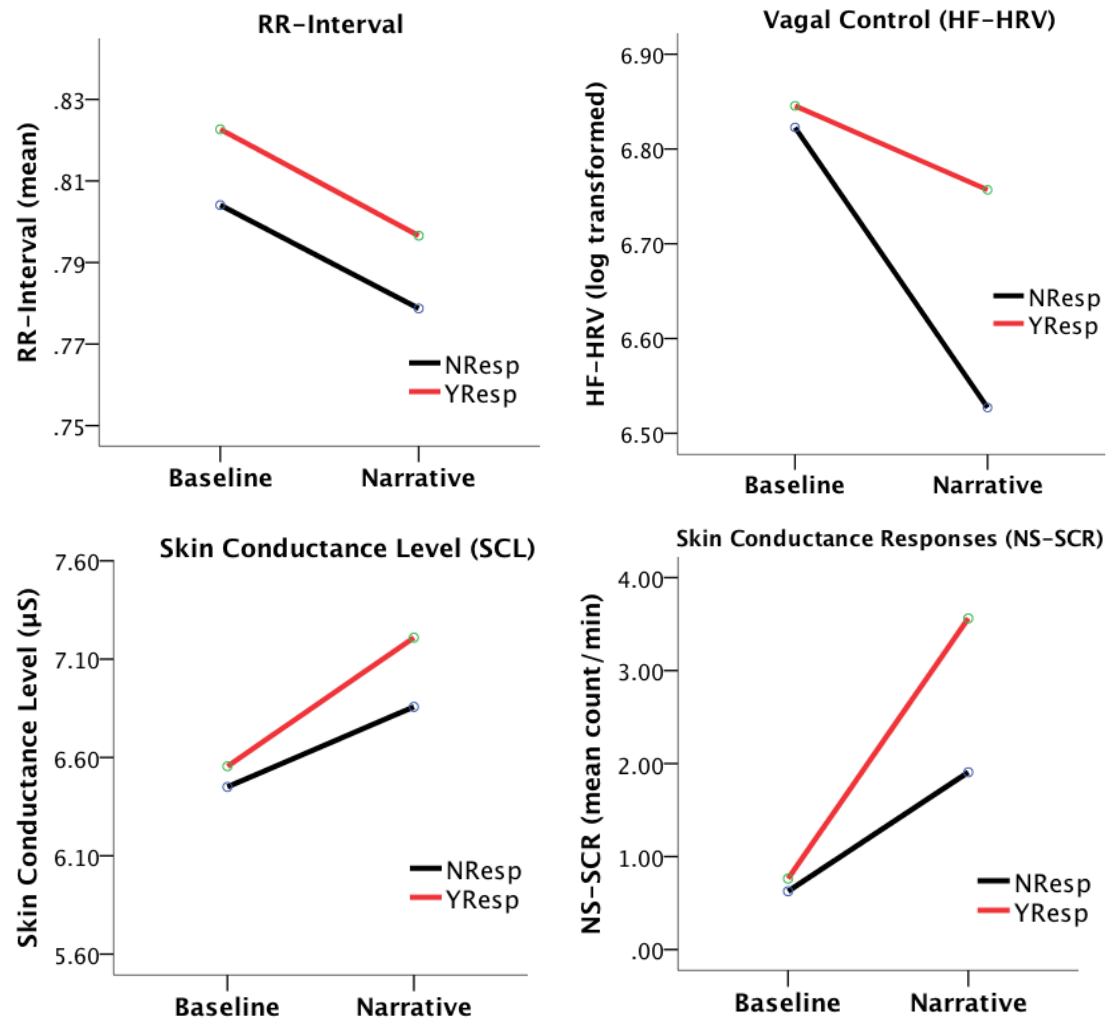 RR-Interval
RR-Interval (mean)
.83
.81
.79
.77
.75
NResp
YResp
Baseline Narrative
Vagal Control (HF-HRV)
HF-HRV (log transformed)
6.90
6.80
6.70
6.60
6.50
NResp
YResp
Baseline Narrative
Skin Conductance Level (SCL)
Skin Conductance Level (µS)
7.60
7.10
6.60
6.10
5.60
NResp
YResp
Baseline Narrative
Skin Conductance Responses (NS-SCR)
NS-SCR (mean count/min)
4.00
3.00
2.00
1.00
.00
NResp
YResp
Baseline Narrative